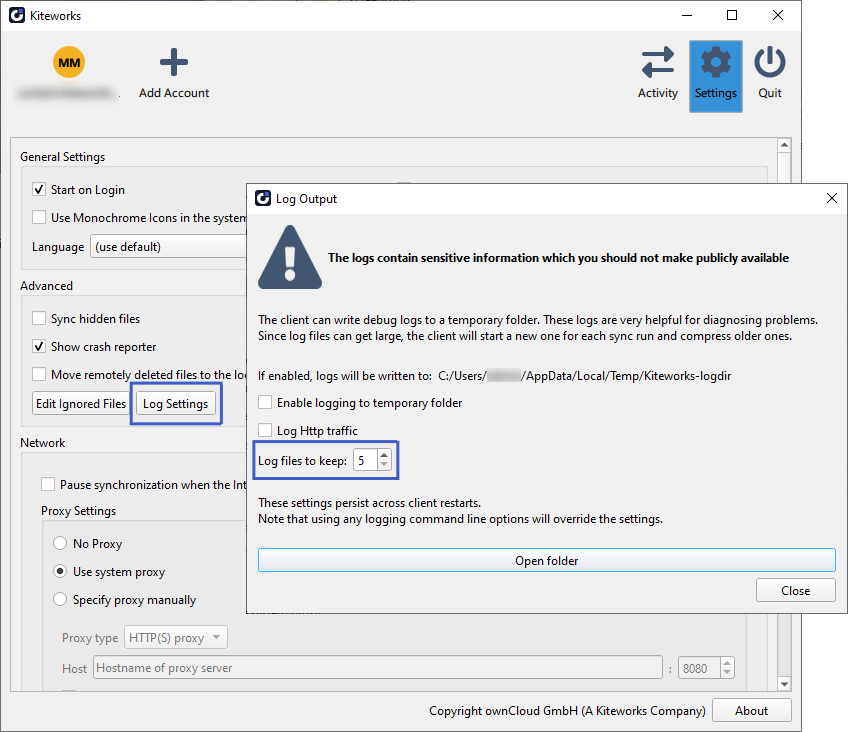 Kiteworks
MM
Add Account
Activity
Settings
Quit
General Settings
Start on Login
Use Monochrome Icons in the system
Language
(use default)
Advanced
Sync hidden files
Show crash reporter
Move remotely deleted files to the
Edit Ignored Files
Log Settings
Network
Pause synchronization when the
Proxy Settings
No Proxy
Use system proxy
Specify proxy manually
Proxy type
HTTP(S) proxy
Host
Hostname of proxy server
:
8080
Copyright ownCloud GmbH (A Kiteworks Company)
About
Log Output
The logs contain sensitive information which you should not make publicly available
The client can write debug logs to a temporary folder. These logs are very helpful for diagnosing problems.
Since log files can get large, the client will start a new one for each sync run and compress older ones.
If enabled, logs will be written to: C:/Users/ /AppData/Local/Temp/Kiteworks-logdir
Enable logging to temporary folder
Log Http traffic
Log files to keep:
5
These settings persist across client restarts.
Note that using any logging command line options will override the settings.
Open folder
Close